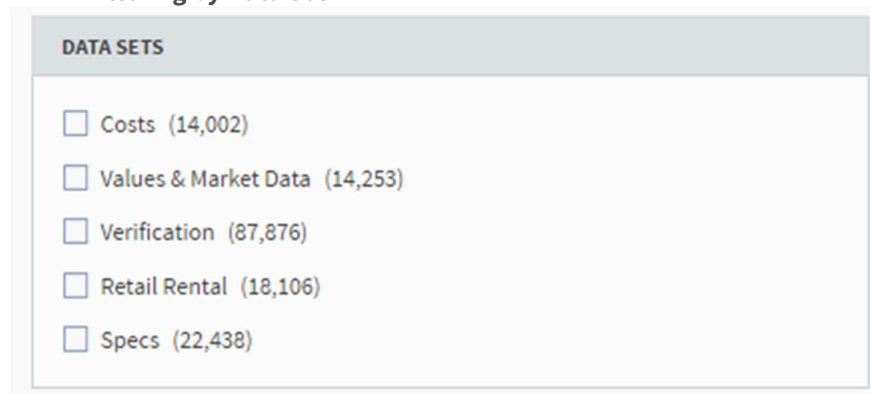 DATA SETS
Costs (14,002)
Values & Market Data (14,253)
Verification (87,876)
Retail Rental (18,106)
Specs (22,438)